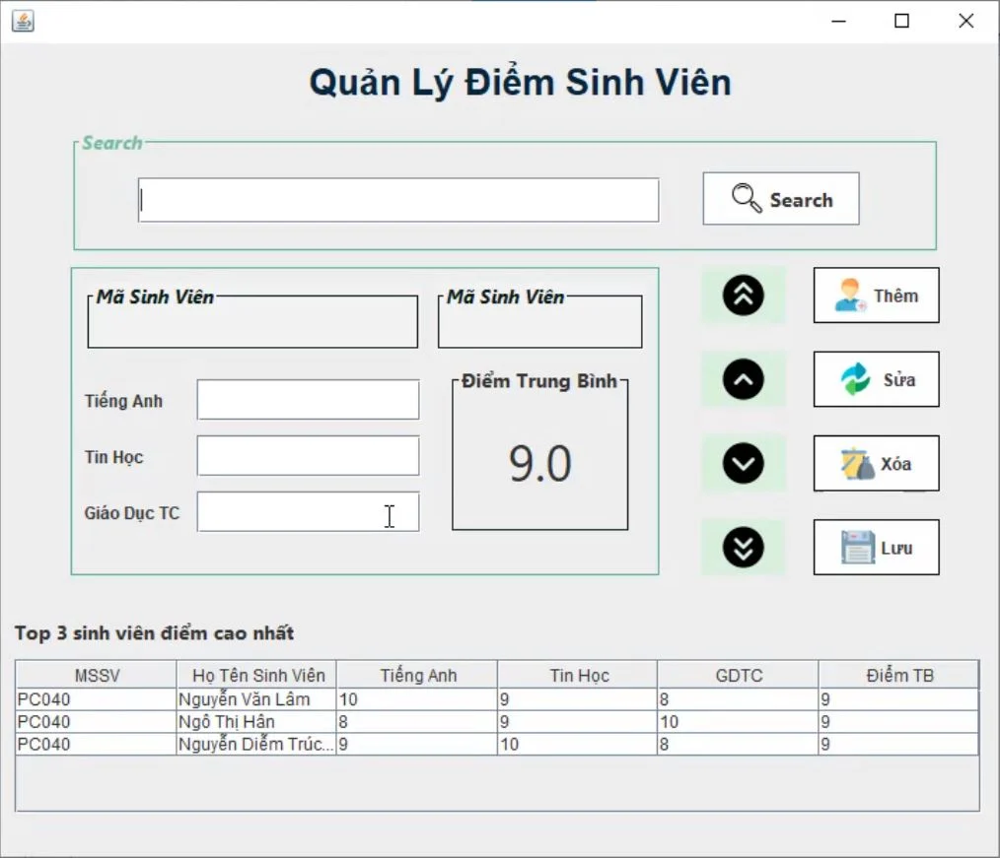 Quản Lý Điểm Sinh Viên
Search
Search
Mã Sinh Viên
Mã Sinh Viên
Thêm
Tiếng Anh
Điểm Trung Bình
Sửa
Tin Học
9.0
Xóa
Giáo Dục TC
Lưu
Top 3 sinh viên điểm cao nhất
MSSV Họ Tên Sinh Viên Tiếng Anh Tin Học GDTC Điểm TB
PC040 Nguyễn Văn Lâm 10 9 8 9
PC040 Ngô Thị Hân 8 9 10 9
PC040 Nguyễn Diễm Trúc... 9 10 8 9